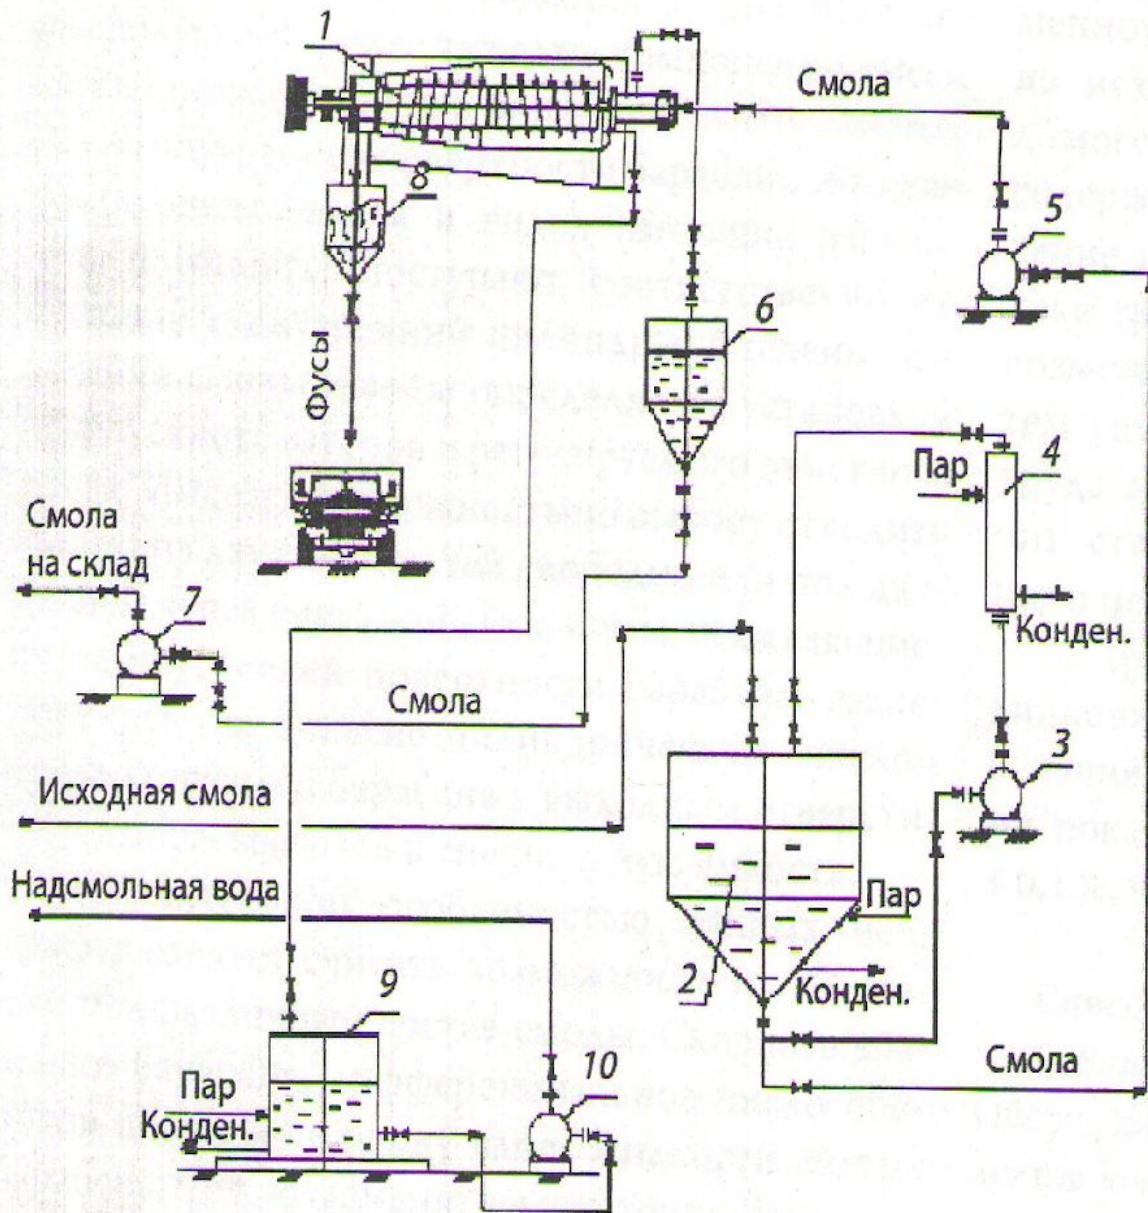 1
Смола
8
5
6
Фусы
Пар
4
Смола
на склад
7
Конден.
Смола
3
Исходная смола
Надсмольная вода
Пар
2
Конден.
9
Смола
10
Пар
Конден.